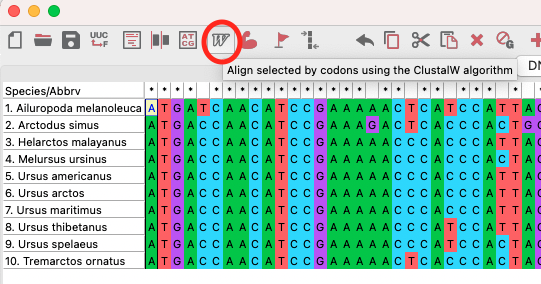 UUC
↳F
AT
CG
W
Align selected by codons using the ClustalW algorithm
DN
Species/Abbrv * * * * * * * * * * * * * * * * * * * * * * * * * * * * * * *
1. Ailuropoda melanoleuca A T G A T C A A C A T C C G A A A A A C T C A T C C A T T A G
2. Arctodus simus A T G A C C A A C A T C C G A A A G A C T C A C C C A C T G G
3. Helarctos malayanus A T G A C C A A C A T C C G A A A A A C C C A C C C A T T A G
4. Melursus ursinus A T G A C C A A C A T C C G A A A A A C C C A C C C A T T A G
5. Ursus americanus A T G A C C A A C A T C C G A A A A A C C C A C C C A T T A G
6. Ursus arctos A T G A C C A A C A T C C G A A A A A C C C A C C C A T T A G
7. Ursus maritimus A T G A C C A A C A T C C G A A A A A C C C A C C C A T T A G
8. Ursus thibetanus A T G A C C A A C A T C C G A A A A A C C C A T C C A T T A G
9. Ursus spelaeus A T G A C C A A C A T C C G A A A A A C C C A C C C A C T A G
10. Tremarctos ornatus A T G A C C A A C A T C C G A A A A A C T C A C C C A C T A G